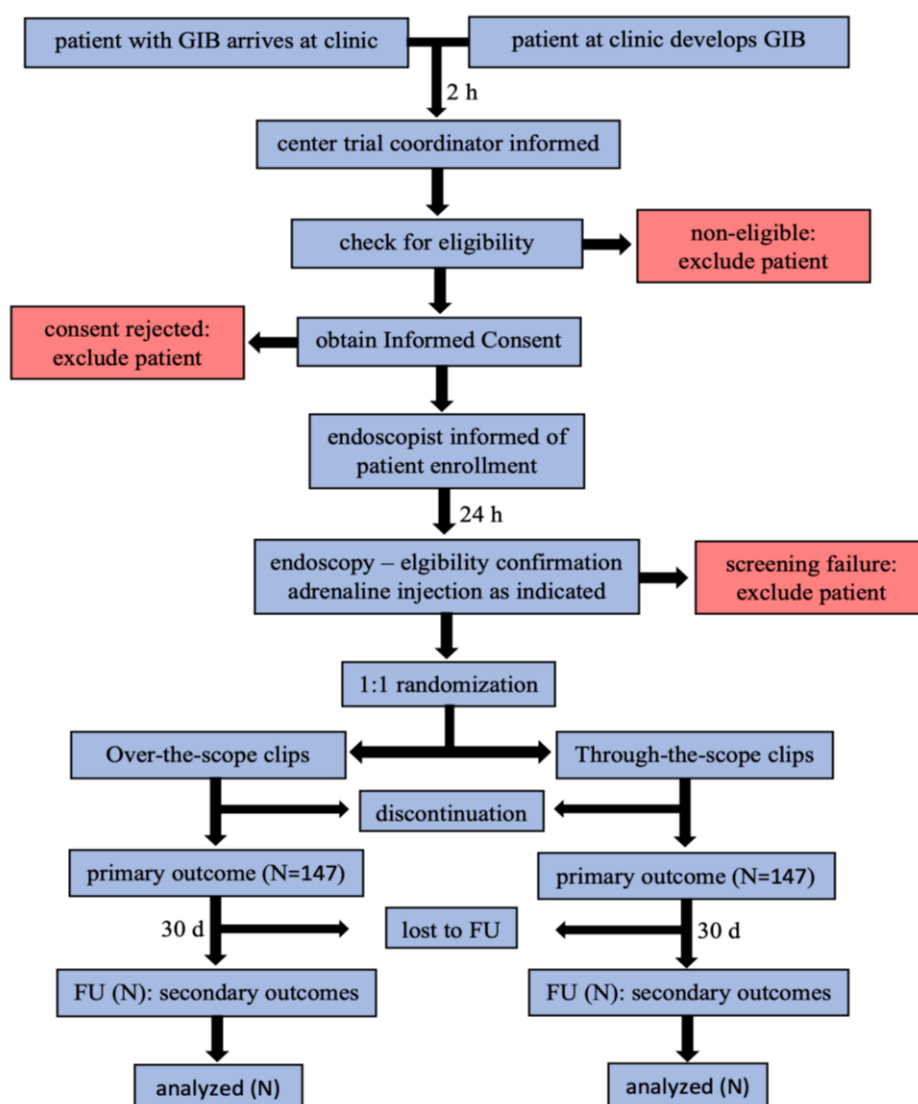 patient with GIB arrives at clinic
patient at clinic develops GIB
2 h
center trial coordinator informed
check for eligibility
non-eligible:
exclude patient
consent rejected:
exclude patient
obtain Informed Consent
endoscopist informed of
patient enrollment
24 h
endoscopy – elgibility confirmation
adrenaline injection as indicated
screening failure:
exclude patient
1:1 randomization
Over-the-scope clips
Through-the-scope clips
discontinuation
primary outcome (N=147)
primary outcome (N=147)
30 d
lost to FU
30 d
FU (N): secondary outcomes
FU (N): secondary outcomes
analyzed (N)
analyzed (N)